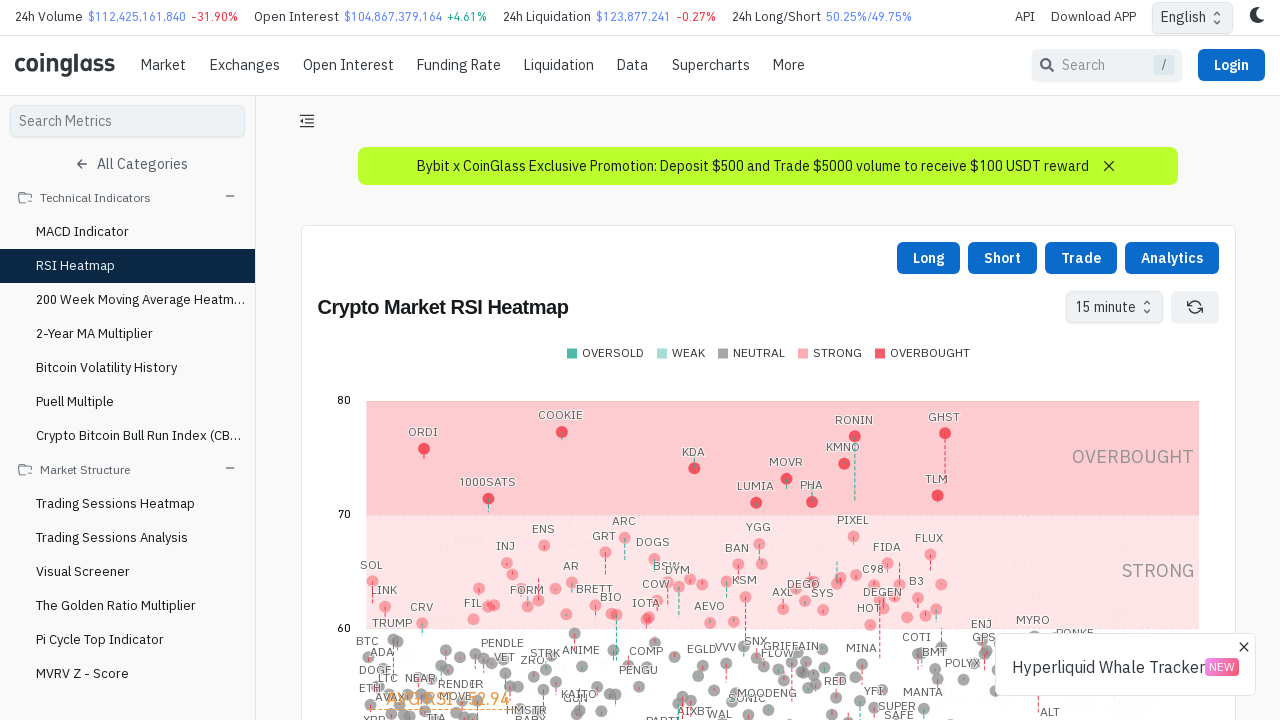 24h Volume $112,425,161,840 -31.90% Open Interest $104,867,379,164 +4.61% 24h Liquidation $123,877,241 -0.27% 24h Long/Short 50.25%/49.75% API Download APP English
coinglass Market Exchanges Open Interest Funding Rate Liquidation Data Supercharts More Search / Login
Search Metrics
All Categories
Technical Indicators
MACD Indicator
RSI Heatmap
200 Week Moving Average Heatm...
2-Year MA Multiplier
Bitcoin Volatility History
Puell Multiple
Crypto Bitcoin Bull Run Index (CB...
Market Structure
Trading Sessions Heatmap
Trading Sessions Analysis
Visual Screener
The Golden Ratio Multiplier
Pi Cycle Top Indicator
MVRV Z - Score
Bybit x CoinGlass Exclusive Promotion: Deposit $500 and Trade $5000 volume to receive $100 USDT reward
Long Short Trade Analytics
Crypto Market RSI Heatmap 15 minute
OVERSOLD WEAK NEUTRAL STRONG OVERBOUGHT
80
COOKIE RONIN GHST
ORDI KMNO
KDA MOVR OVERBOUGHT
1000SATS LUMIA PHA TLM
70
ENS ARC YGG PIXEL
INJ GRT DOGS BAN FIDA FLUX
SOL AR BSW DYM C98 STRONG
LINK FORM BRETT COW KSM DEGO B3
BIO AXL SYS DEGEN
FIL IOTA AEVO HOT
CRV
TRUMP MYRO
60
BTC PENDLE SNX COTI ENJ RONKE
ADA VET STRK ANIME COMP EGLD VVV GRIFFAIN MINA GPS
ZRO FLOW BMT POLYX
DOGE LTC NEAR PENGU
ETH RENDER KAITO MOODENG RED YFI MANTA
AVAX MOVE GUN SONIC
AVG RSI : 52.94
HMSTR AIXBT WAL SUPER ALT
XRP TIA BABY PARTI SAFE
Hyperliquid Whale Tracker NEW